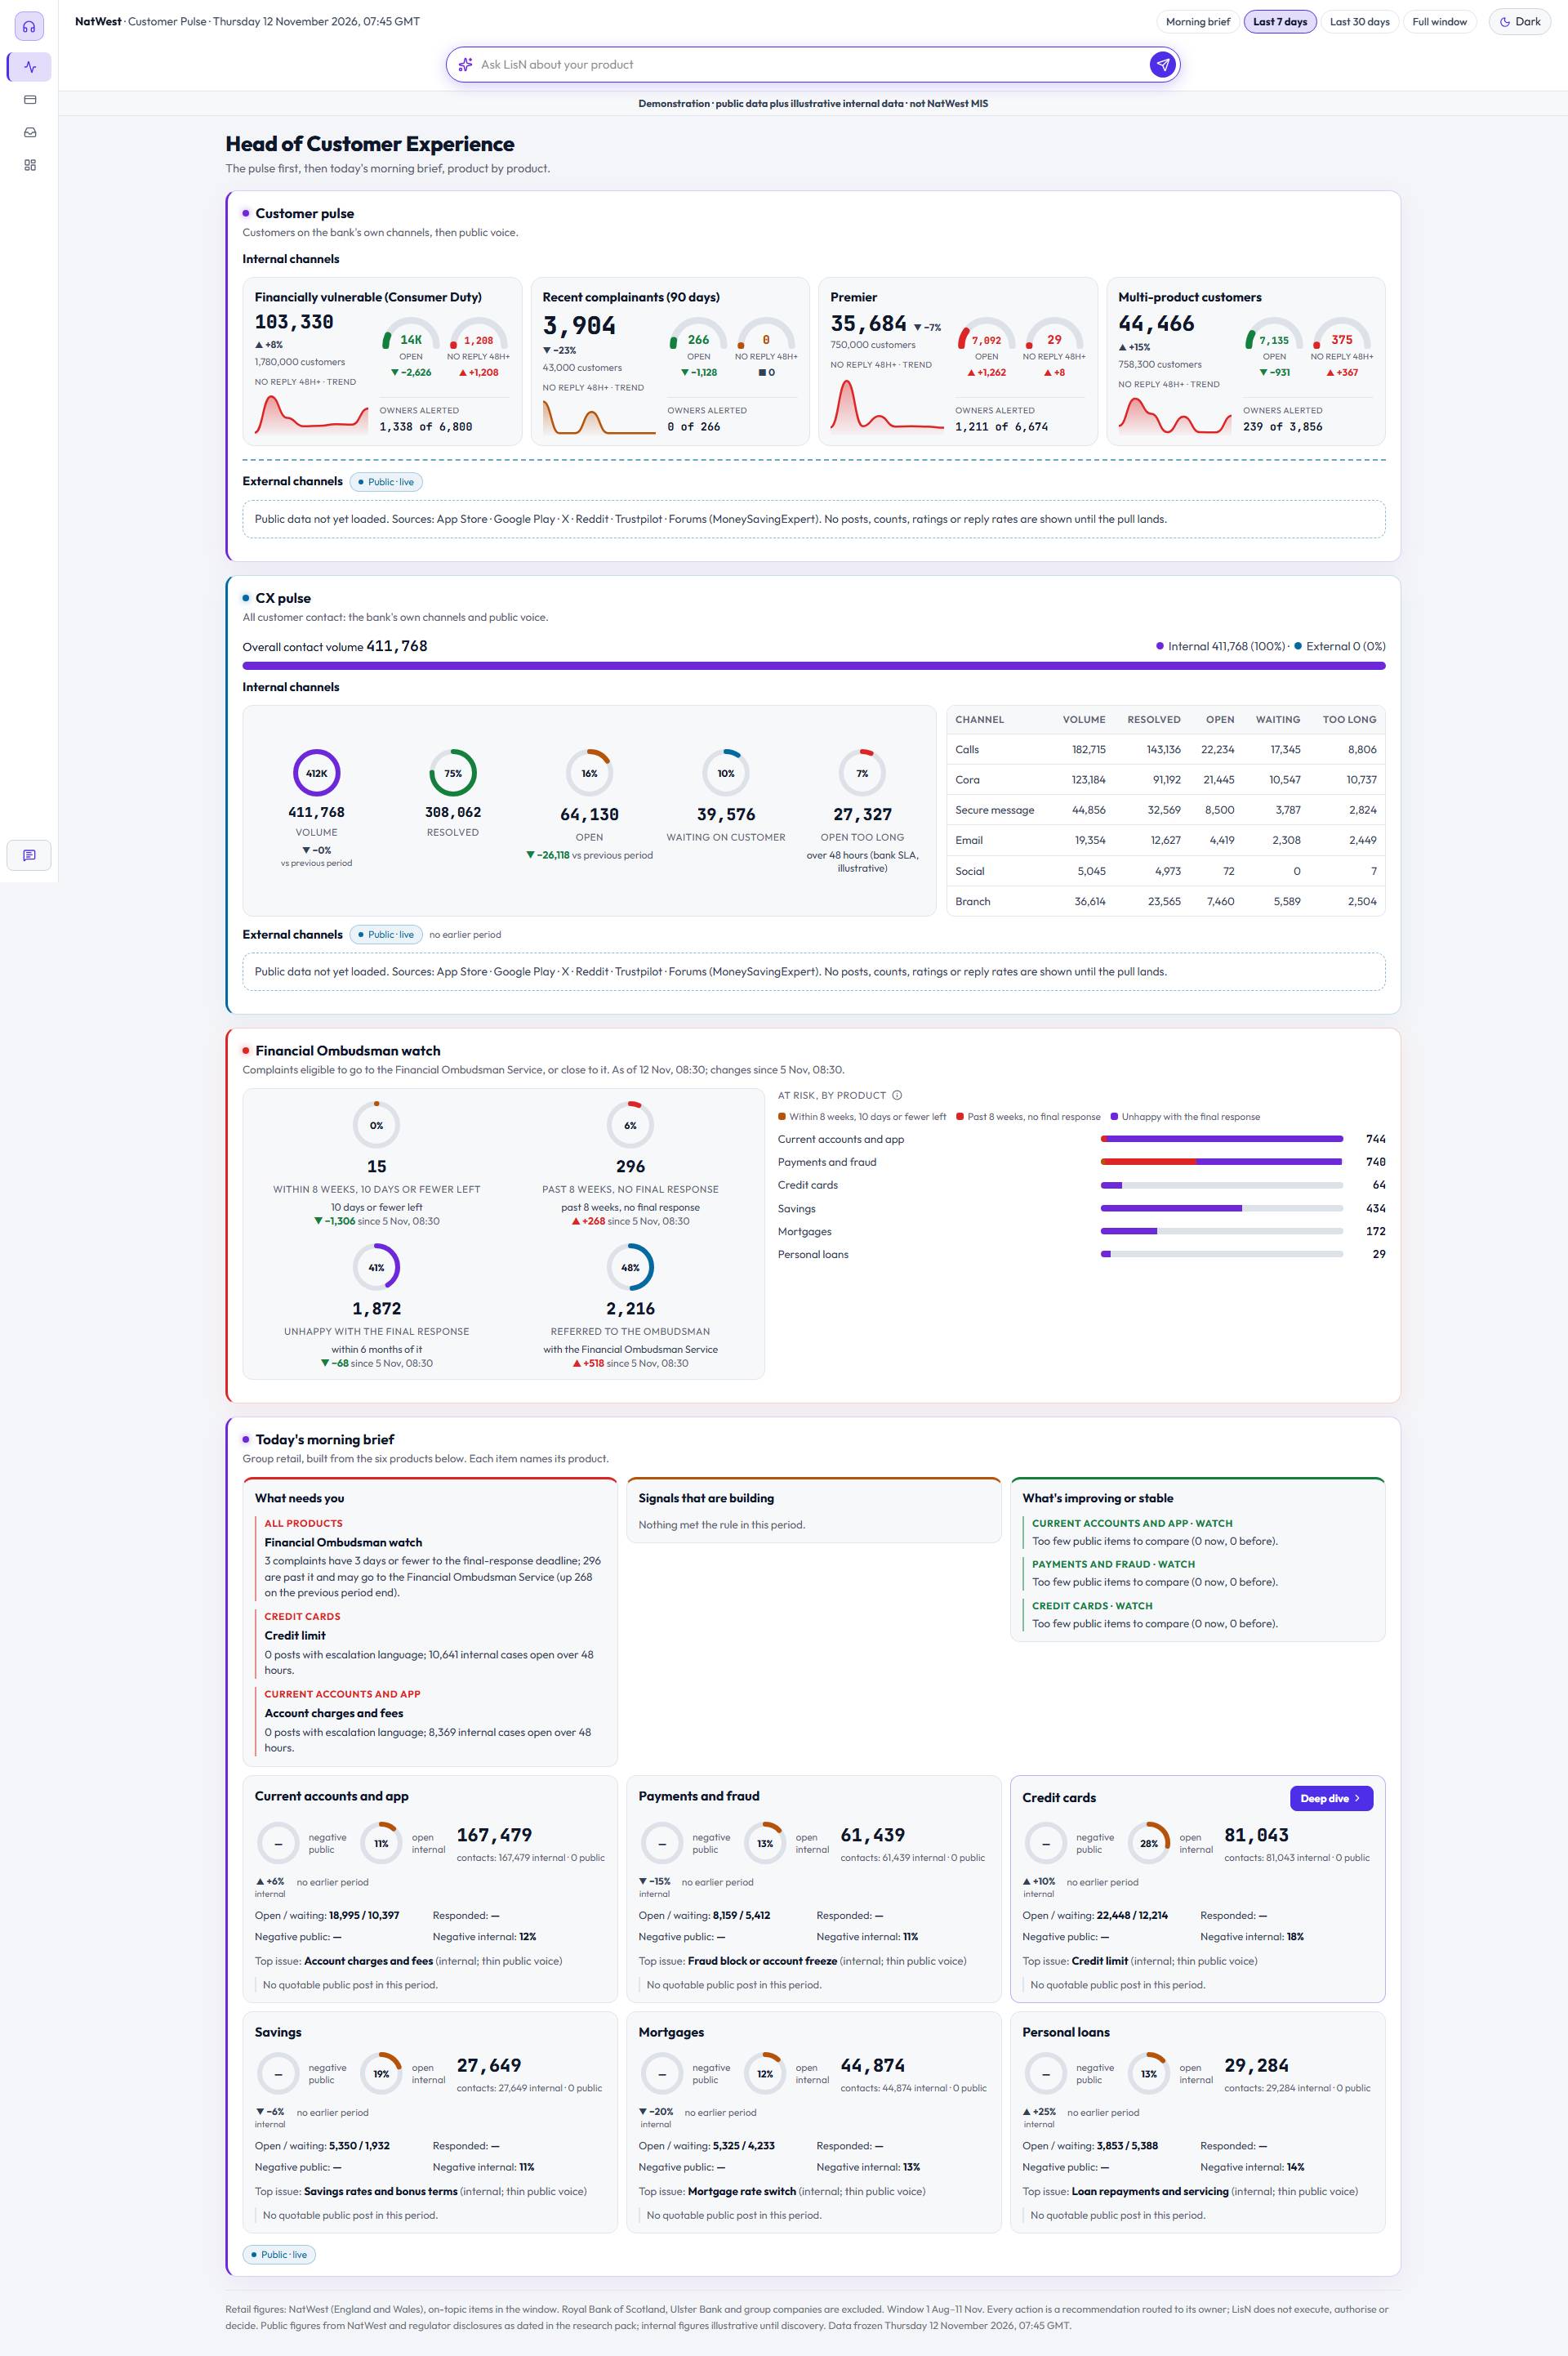 NatWest · Customer Pulse · Thursday 12 November 2026, 07:45 GMT
Morning brief
Last 7 days
Last 30 days
Full window
Dark
Ask LisN about your product
Demonstration · public data plus illustrative internal data · not NatWest MIS
Head of Customer Experience
The pulse first, then today's morning brief, product by product.
Customer pulse
Customers on the bank's own channels, then public voice.
Internal channels
Financially vulnerable (Consumer Duty)
103,330
▲ +8%
1,780,000 customers
NO REPLY 48H+ · TREND
14K
OPEN
▼ −2,626
1,208
NO REPLY 48H+
▲ +1,208
OWNERS ALERTED
1,338 of 6,800
Recent complainants (90 days)
3,904
▼ −23%
43,000 customers
NO REPLY 48H+ · TREND
266
OPEN
▼ −1,128
0
NO REPLY 48H+
■ 0
OWNERS ALERTED
0 of 266
Premier
35,684 ▼ −7%
750,000 customers
NO REPLY 48H+ · TREND
7,092
OPEN
▲ +1,262
29
NO REPLY 48H+
▲ +8
OWNERS ALERTED
1,211 of 6,674
Multi-product customers
44,466
▲ +15%
758,300 customers
NO REPLY 48H+ · TREND
7,135
OPEN
▼ −931
375
NO REPLY 48H+
▲ +367
OWNERS ALERTED
239 of 3,856
External channels
Public · live
Public data not yet loaded. Sources: App Store · Google Play · X · Reddit · Trustpilot · Forums (MoneySavingExpert). No posts, counts, ratings or reply rates are shown until the pull lands.
CX pulse
All customer contact: the bank's own channels and public voice.
Overall contact volume 411,768
Internal 411,768 (100%) · External 0 (0%)
Internal channels
412K
411,768
VOLUME
▼ −0%
vs previous period
75%
308,062
RESOLVED
16%
64,130
OPEN
▼ −26,118 vs previous period
10%
39,576
WAITING ON CUSTOMER
7%
27,327
OPEN TOO LONG
over 48 hours (bank SLA,
illustrative)
CHANNEL VOLUME RESOLVED OPEN WAITING TOO LONG
Calls 182,715 143,136 22,234 17,345 8,806
Cora 123,184 91,192 21,445 10,547 10,737
Secure message 44,856 32,569 8,500 3,787 2,824
Email 19,354 12,627 4,419 2,308 2,449
Social 5,045 4,973 72 0 7
Branch 36,614 23,565 7,460 5,589 2,504
External channels
Public · live
no earlier period
Public data not yet loaded. Sources: App Store · Google Play · X · Reddit · Trustpilot · Forums (MoneySavingExpert). No posts, counts, ratings or reply rates are shown until the pull lands.
Financial Ombudsman watch
Complaints eligible to go to the Financial Ombudsman Service, or close to it. As of 12 Nov, 08:30; changes since 5 Nov, 08:30.
0%
15
WITHIN 8 WEEKS, 10 DAYS OR FEWER LEFT
10 days or fewer left
▼ −1,306 since 5 Nov, 08:30
6%
296
PAST 8 WEEKS, NO FINAL RESPONSE
past 8 weeks, no final response
▲ +268 since 5 Nov, 08:30
41%
1,872
UNHAPPY WITH THE FINAL RESPONSE
within 6 months of it
▼ −68 since 5 Nov, 08:30
48%
2,216
REFERRED TO THE OMBUDSMAN
with the Financial Ombudsman Service
▲ +518 since 5 Nov, 08:30
AT RISK, BY PRODUCT
Within 8 weeks, 10 days or fewer left
Past 8 weeks, no final response
Unhappy with the final response
Current accounts and app 744
Payments and fraud 740
Credit cards 64
Savings 434
Mortgages 172
Personal loans 29
Today's morning brief
Group retail, built from the six products below. Each item names its product.
What needs you
ALL PRODUCTS
Financial Ombudsman watch
3 complaints have 3 days or fewer to the final-response deadline; 296
are past it and may go to the Financial Ombudsman Service (up 268
on the previous period end).
CREDIT CARDS
Credit limit
0 posts with escalation language; 10,641 internal cases open over 48
hours.
CURRENT ACCOUNTS AND APP
Account charges and fees
0 posts with escalation language; 8,369 internal cases open over 48
hours.
Signals that are building
Nothing met the rule in this period.
What's improving or stable
CURRENT ACCOUNTS AND APP · WATCH
Too few public items to compare (0 now, 0 before).
PAYMENTS AND FRAUD · WATCH
Too few public items to compare (0 now, 0 before).
CREDIT CARDS · WATCH
Too few public items to compare (0 now, 0 before).
Current accounts and app
–
negative
public
11%
open
internal
167,479
contacts: 167,479 internal · 0 public
▲ +6%
internal
no earlier period
Open / waiting: 18,995 / 10,397
Responded: —
Negative public: —
Negative internal: 12%
Top issue: Account charges and fees (internal; thin public voice)
No quotable public post in this period.
Payments and fraud
–
negative
public
13%
open
internal
61,439
contacts: 61,439 internal · 0 public
▼ −15%
internal
no earlier period
Open / waiting: 8,159 / 5,412
Responded: —
Negative public: —
Negative internal: 11%
Top issue: Fraud block or account freeze (internal; thin public voice)
No quotable public post in this period.
Credit cards
Deep dive
–
negative
public
28%
open
internal
81,043
contacts: 81,043 internal · 0 public
▲ +10%
internal
no earlier period
Open / waiting: 22,448 / 12,214
Responded: —
Negative public: —
Negative internal: 18%
Top issue: Credit limit (internal; thin public voice)
No quotable public post in this period.
Savings
–
negative
public
19%
open
internal
27,649
contacts: 27,649 internal · 0 public
▼ −6%
internal
no earlier period
Open / waiting: 5,350 / 1,932
Responded: —
Negative public: —
Negative internal: 11%
Top issue: Savings rates and bonus terms (internal; thin public voice)
No quotable public post in this period.
Mortgages
–
negative
public
12%
open
internal
44,874
contacts: 44,874 internal · 0 public
▼ −20%
internal
no earlier period
Open / waiting: 5,325 / 4,233
Responded: —
Negative public: —
Negative internal: 13%
Top issue: Mortgage rate switch (internal; thin public voice)
No quotable public post in this period.
Personal loans
–
negative
public
13%
open
internal
29,284
contacts: 29,284 internal · 0 public
▲ +25%
internal
no earlier period
Open / waiting: 3,853 / 5,388
Responded: —
Negative public: —
Negative internal: 14%
Top issue: Loan repayments and servicing (internal; thin public voice)
No quotable public post in this period.
Public · live
Retail figures: NatWest (England and Wales), on-topic items in the window. Royal Bank of Scotland, Ulster Bank and group companies are excluded. Window 1 Aug–11 Nov. Every action is a recommendation routed to its owner; LisN does not execute, authorise or
decide. Public figures from NatWest and regulator disclosures as dated in the research pack; internal figures illustrative until discovery. Data frozen Thursday 12 November 2026, 07:45 GMT.